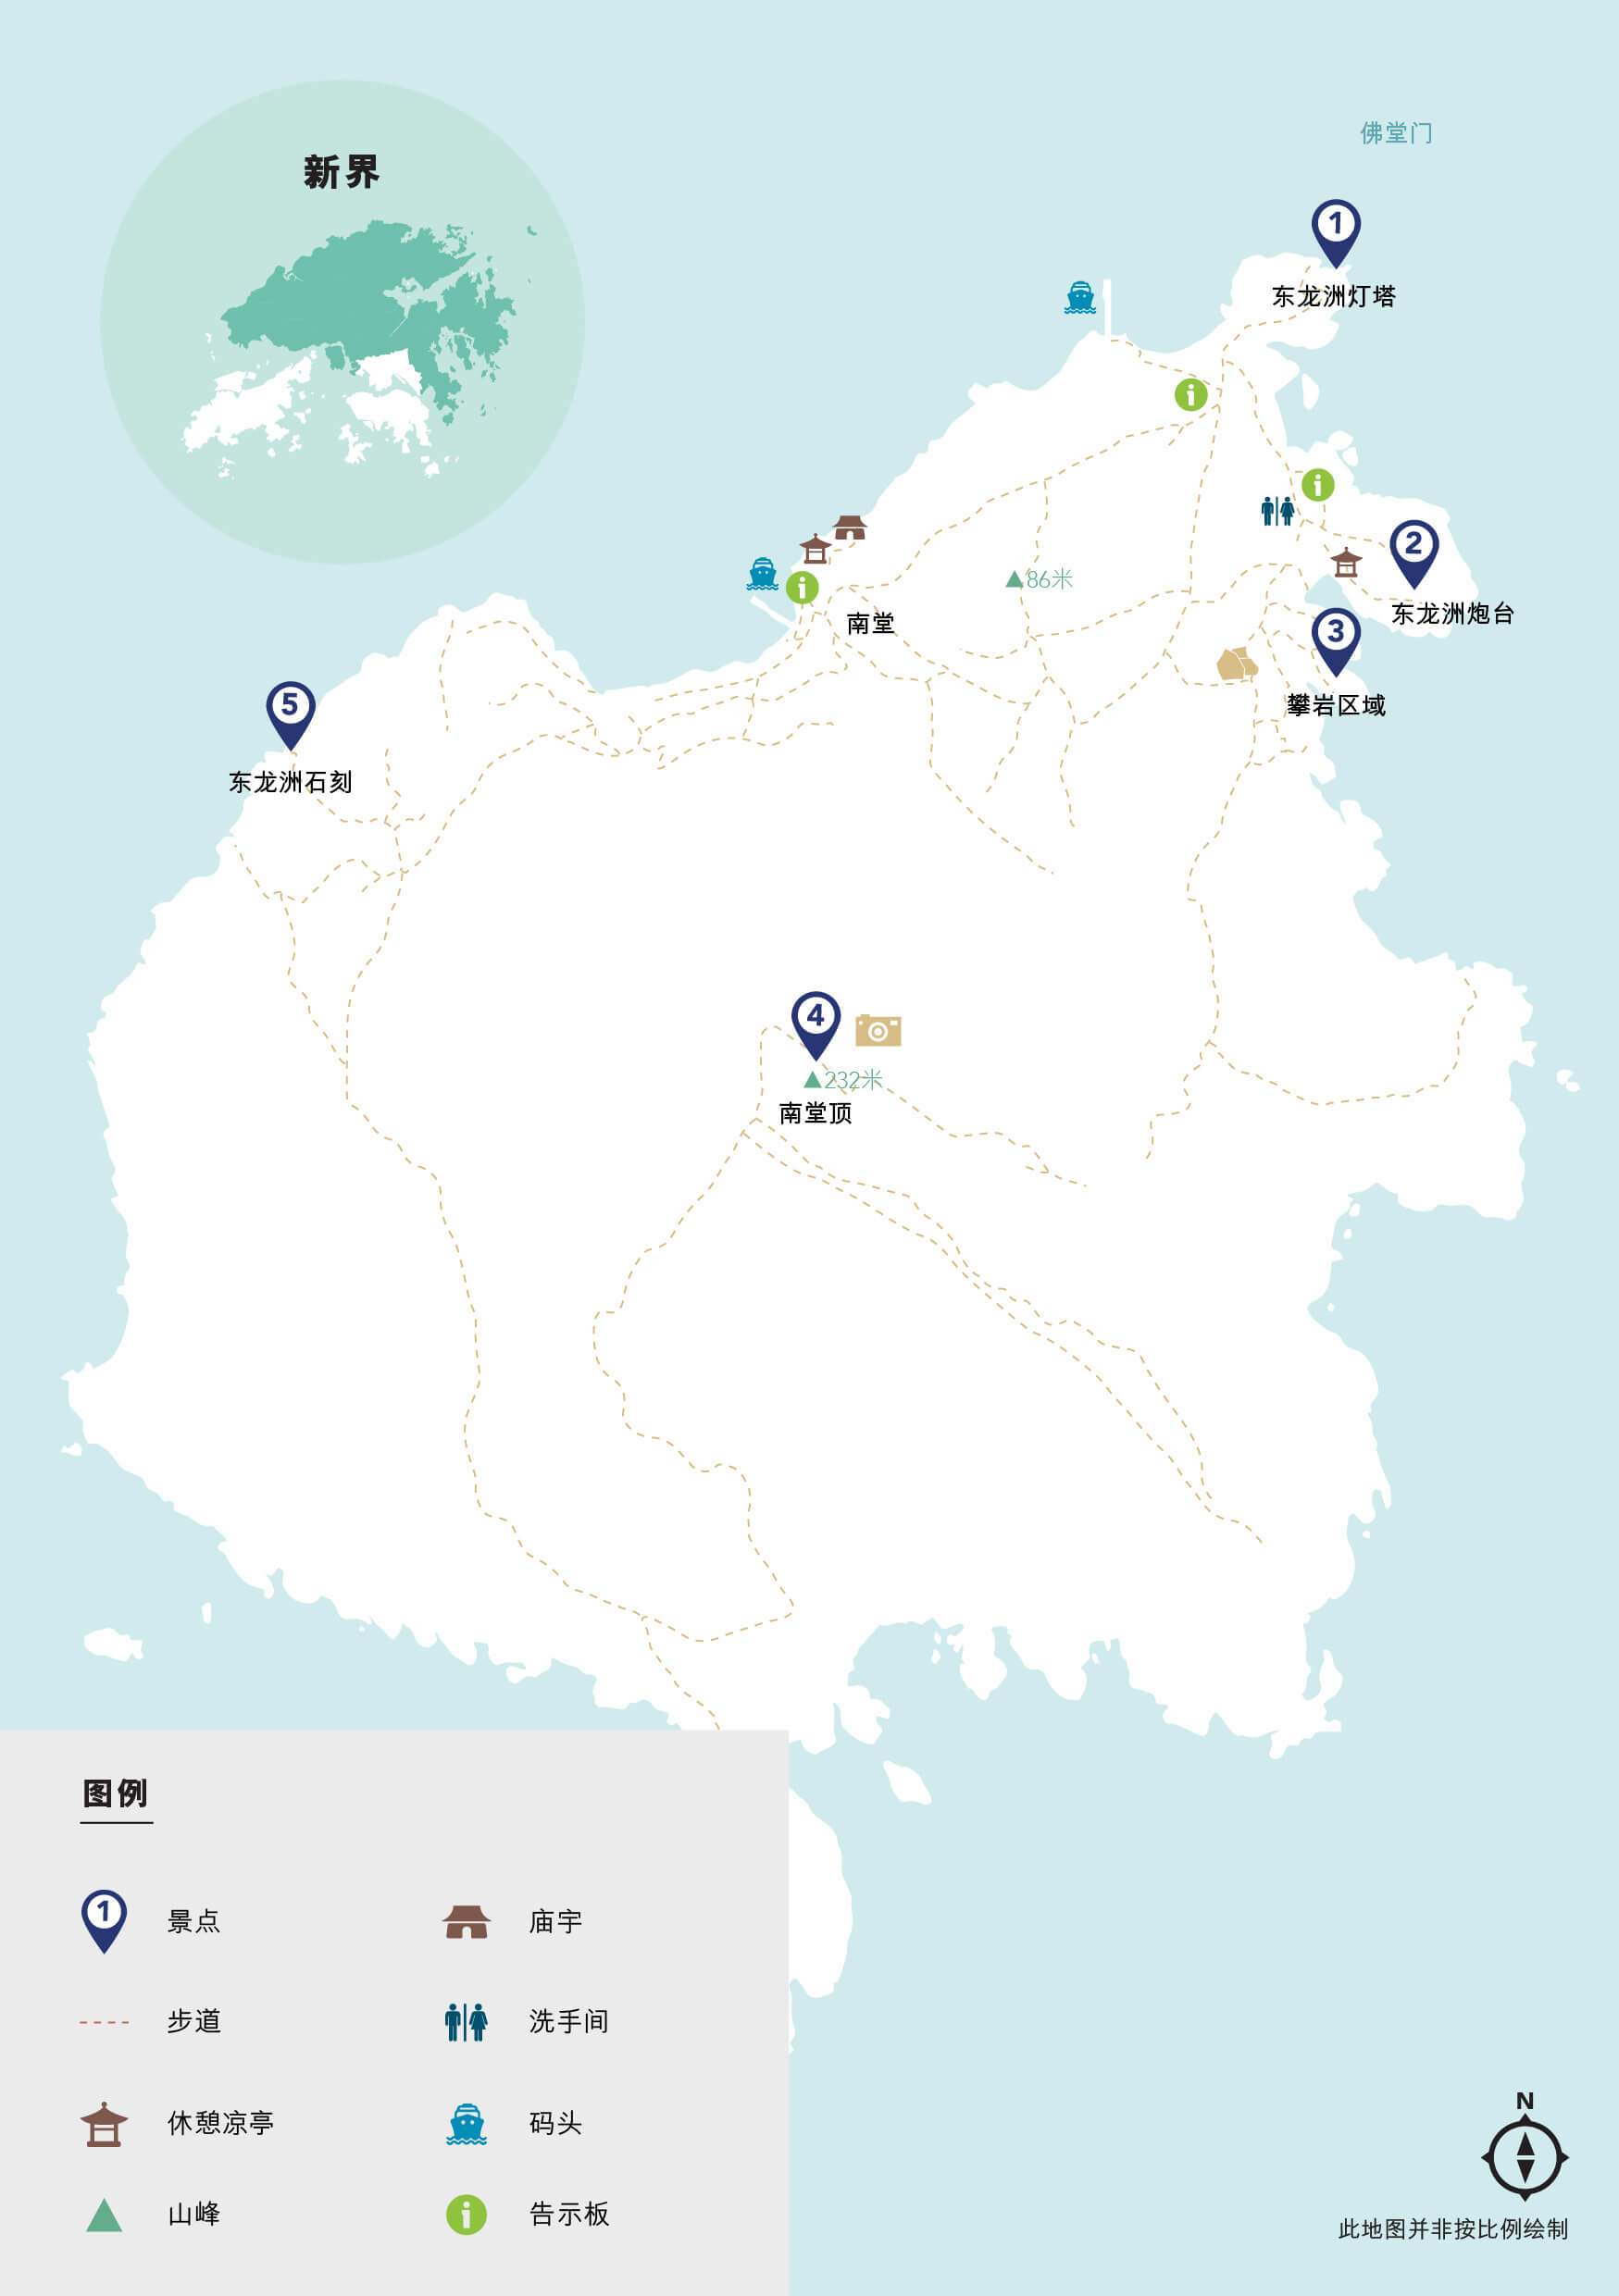 佛堂门
新界
1
东龙洲灯塔
2
东龙洲炮台
86米
南堂
3
攀岩区域
5
东龙洲石刻
4
232米
南堂顶
图例
1
景点
庙宇
步道
洗手间
休憩凉亭
码头
山峰
告示板
N
此地图并非按比例绘制